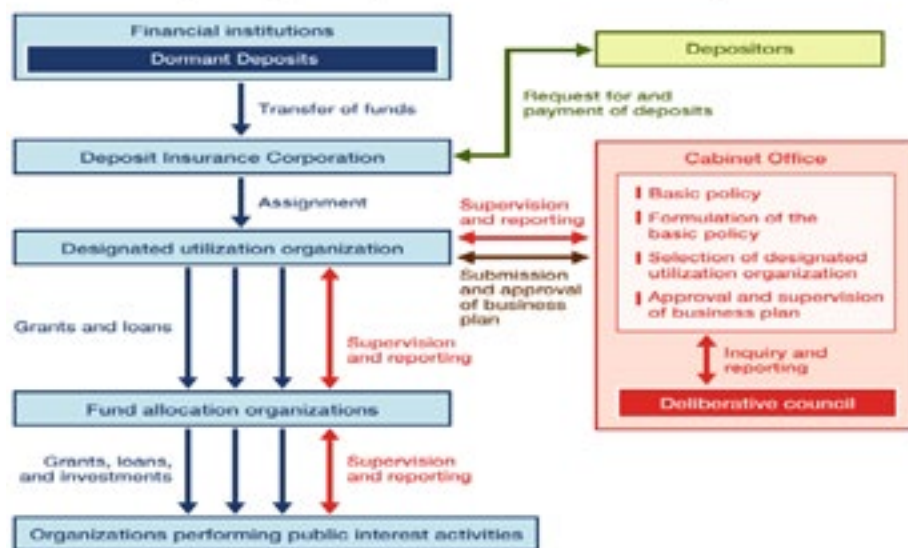 Financial institutions
Dormant Deposits
Transfer of funds
Deposit Insurance Corporation
Assignment
Designated utilization organization
Grants and loans
Supervision
and reporting
Fund allocation organizations
Grants, loans,
and investments
Supervision
and reporting
Organizations performing public interest activities
Depositors
Request for and
payment of deposits
Supervision
and reporting
Submission
and approval
of business
plan
Cabinet Office
Basic policy
Formulation of the
basic policy
Selection of designated
utilization organization
Approval and supervision
of business plan
Inquiry and
reporting
Deliberative council